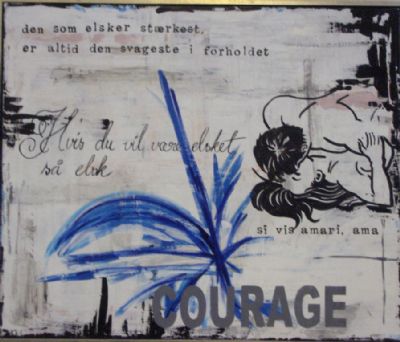 den som elsker stærkest,
er altid den svageste i forholdet
Hvis du vil være elsket
så elsk
si vis amari, ama
COURAGE